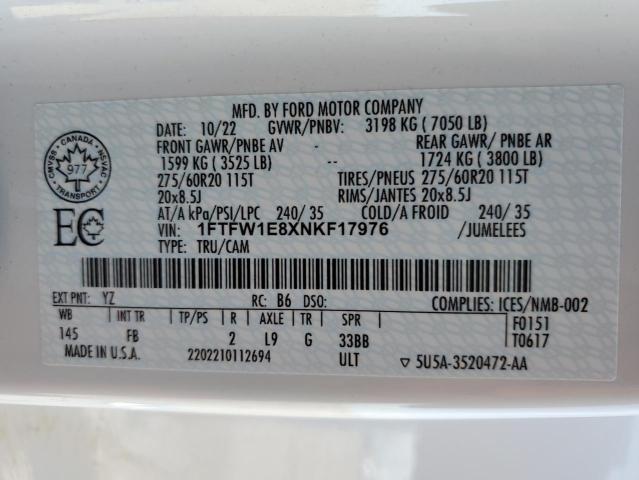 MFD. BY FORD MOTOR COMPANY
DATE: 10/22 GVWR/PNBV: 3198 KG ( 7050 LB)
FRONT GAWR/PNBE AV - REAR GAWR/ PNBE AR
1599 KG ( 3525 LB) -- 1724 KG ( 3800 LB)
275/60R20 115T TIRES/PNEUS 275/60R20 115T
20x8.5J RIMS/JANTES 20x8.5J
AT/A kPa/PSI/LPC 240/ 35 COLD/A FROID 240/ 35
VIN: 1FTFW1E8XNKF17976 /JUMELEES
TYPE: TRU/CAM
CMVSS · CANADA · NSVAC
977
TRANSPORT
EC
EXT PNT: YZ RC: B6 DSO: COMPLIES: ICES/NMB-002
WB INT TR TP/PS R AXLE TR SPR F0151
145 FB 2 L9 G 33BB T0617
MADE IN U.S.A. 2202210112694 ULT ▽ 5U5A-3520472-AA